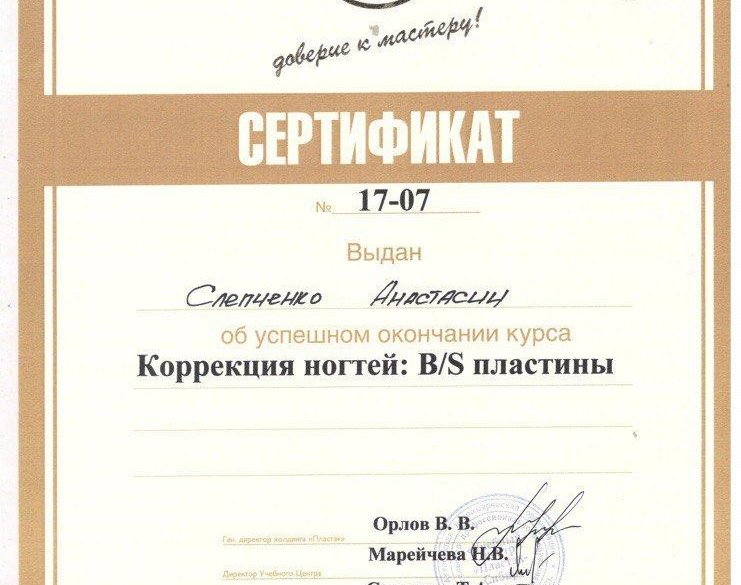 доверие к мастеру!
СЕРТИФИКАТ
№ 17-07
Выдан
Слепченко Анастасии
об успешном окончании курса
Коррекция ногтей: B/S пластины
Орлов В. В.
Ген. директор холдинга «Пластэк»
Марейчева Н.В.
Директор Учебного Центра